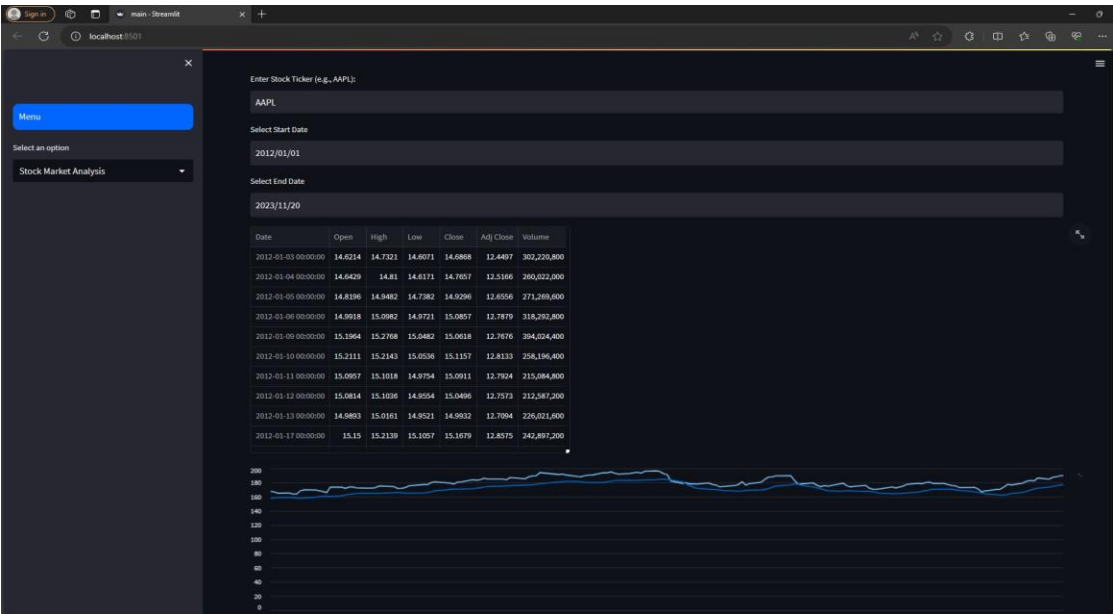 Sign in
main · Streamlit
localhost:8501
Menu
Select an option
Stock Market Analysis
Enter Stock Ticker (e.g., AAPL):
AAPL
Select Start Date
2012/01/01
Select End Date
2023/11/20
Date Open High Low Close Adj Close Volume
2012-01-03 00:00:00 14.6214 14.7321 14.6071 14.6868 12.4497 302,220,800
2012-01-04 00:00:00 14.6429 14.81 14.6171 14.7657 12.5166 260,022,000
2012-01-05 00:00:00 14.8196 14.9482 14.7382 14.9296 12.6556 271,269,600
2012-01-06 00:00:00 14.9918 15.0982 14.9721 15.0857 12.7879 318,292,800
2012-01-09 00:00:00 15.1964 15.2768 15.0482 15.0618 12.7676 394,024,400
2012-01-10 00:00:00 15.2111 15.2143 15.0536 15.1157 12.8133 258,196,400
2012-01-11 00:00:00 15.0957 15.1018 14.9754 15.0911 12.7924 215,084,800
2012-01-12 00:00:00 15.0814 15.1036 14.9554 15.0496 12.7573 212,587,200
2012-01-13 00:00:00 14.9893 15.0161 14.9521 14.9932 12.7094 226,021,600
2012-01-17 00:00:00 15.15 15.2139 15.1057 15.1679 12.8575 242,897,200
200
180
160
140
120
100
80
60
40
20
0